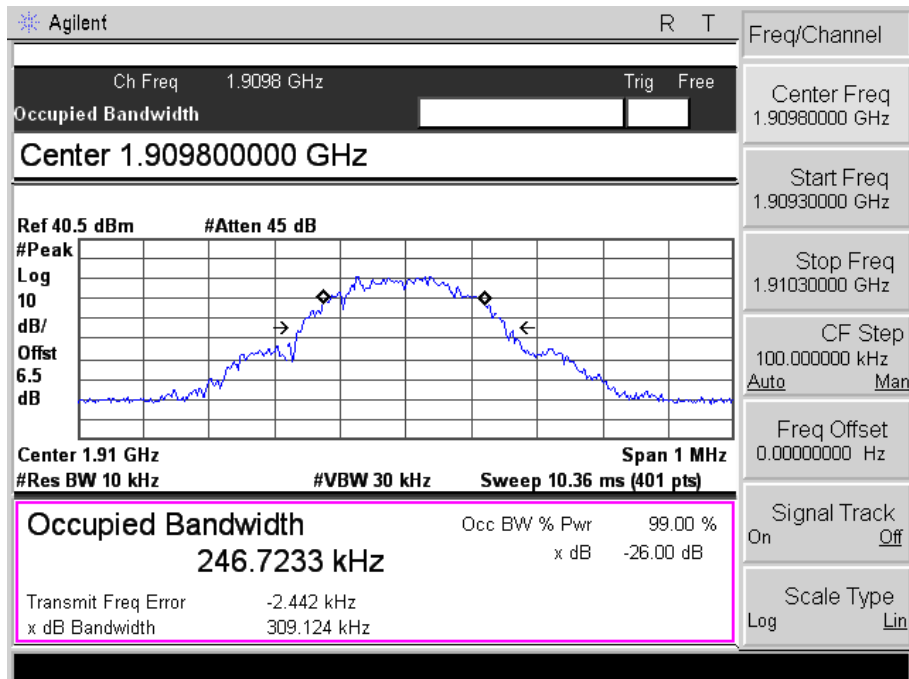 Agilent R T
Freq/Channel
Ch Freq 1.9098 GHz Trig Free
Occupied Bandwidth
Center 1.909800000 GHz
Ref 40.5 dBm #Atten 45 dB
#Peak
Log
10
dB/
Offst
6.5
dB
Center 1.91 GHz Span 1 MHz
#Res BW 10 kHz #VBW 30 kHz Sweep 10.36 ms (401 pts)
Occupied Bandwidth
246.7233 kHz
Occ BW % Pwr 99.00 %
x dB -26.00 dB
Transmit Freq Error -2.442 kHz
x dB Bandwidth 309.124 kHz
Center Freq
1.90980000 GHz
Start Freq
1.90930000 GHz
Stop Freq
1.91030000 GHz
CF Step
100.000000 kHz
Auto Man
Freq Offset
0.00000000 Hz
Signal Track
On Off
Scale Type
Log Lin